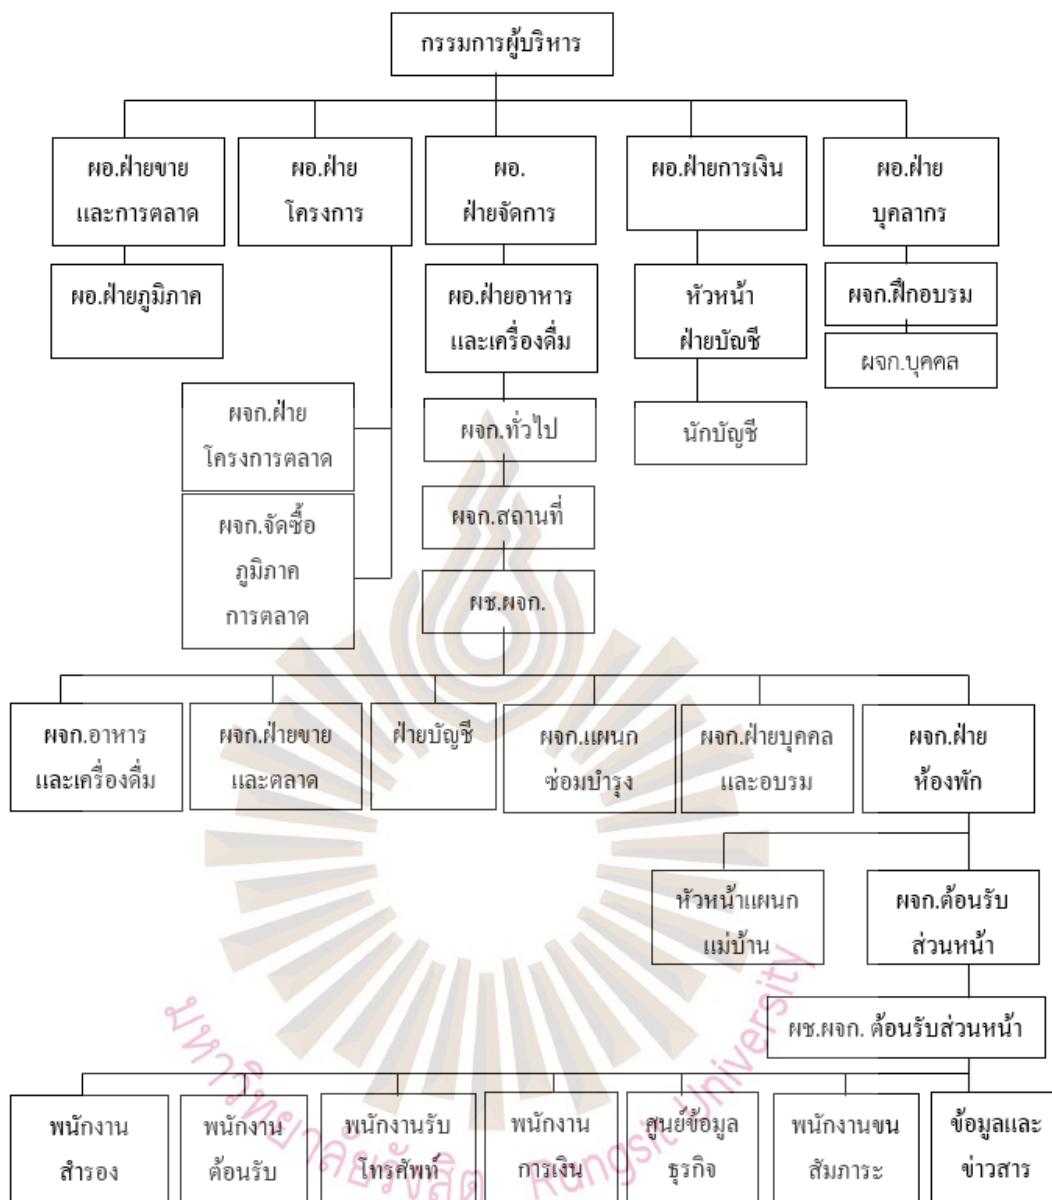 กรรมการผู้บริหาร
ผอ.ฝ่ายขาย
และการตลาด
ผอ.ฝ่าย
โครงการ
ผอ.
ฝ่ายจัดการ
ผอ.ฝ่ายการเงิน
ผอ.ฝ่าย
บุคลากร
ผอ.ฝ่ายภูมิภาค
ผอ.ฝ่ายอาหาร
และเครื่องดื่ม
หัวหน้า
ฝ่ายบัญชี
ผจก.ฝึกอบรม
ผจก.บุคคล
ผจก.ฝ่าย
โครงการตลาด
ผจก.ทั่วไป
นักบัญชี
ผจก.จัดซื้อ
ภูมิภาค
การตลาด
ผจก.สถานที่
ผช.ผจก.
ผจก.อาหาร
และเครื่องดื่ม
ผจก.ฝ่ายขาย
และตลาด
ฝ่ายบัญชี
ผจก.แผนก
ซ่อมบำรุง
ผจก.ฝ่ายบุคคล
และอบรม
ผจก.ฝ่าย
ห้องพัก
หัวหน้าแผนก
แม่บ้าน
ผจก.ต้อนรับ
ส่วนหน้า
ผช.ผจก. ต้อนรับส่วนหน้า
พนักงาน
สำรอง
พนักงาน
ต้อนรับ
พนักงานรับ
โทรศัพท์
พนักงาน
การเงิน
ศูนย์ข้อมูล
ธุรกิจ
พนักงานขน
สัมภาระ
ข้อมูลและ
ข่าวสาร
มหาวิทยาลัยรังสิต Rangsit University